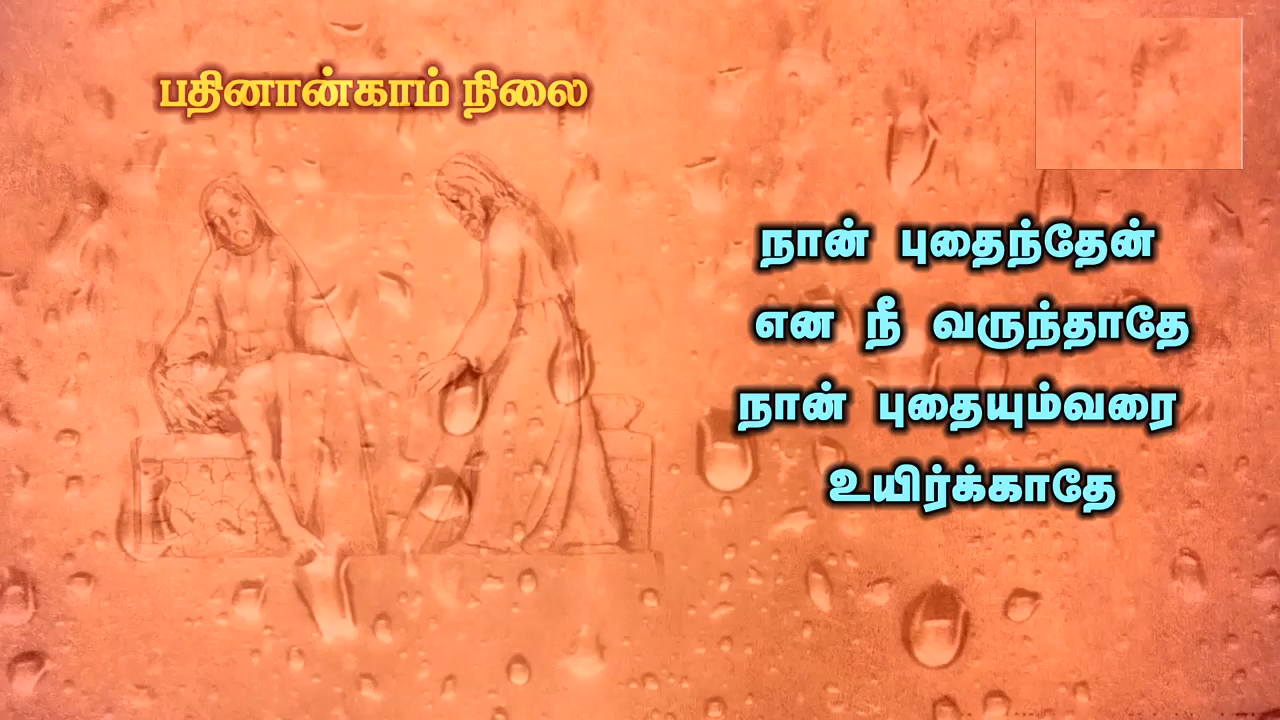 பதினான்காம் நிலை
நான் புதைந்தேன்
என நீ வருந்தாதே
நான் புதையும்வரை
உயிர்க்காதே